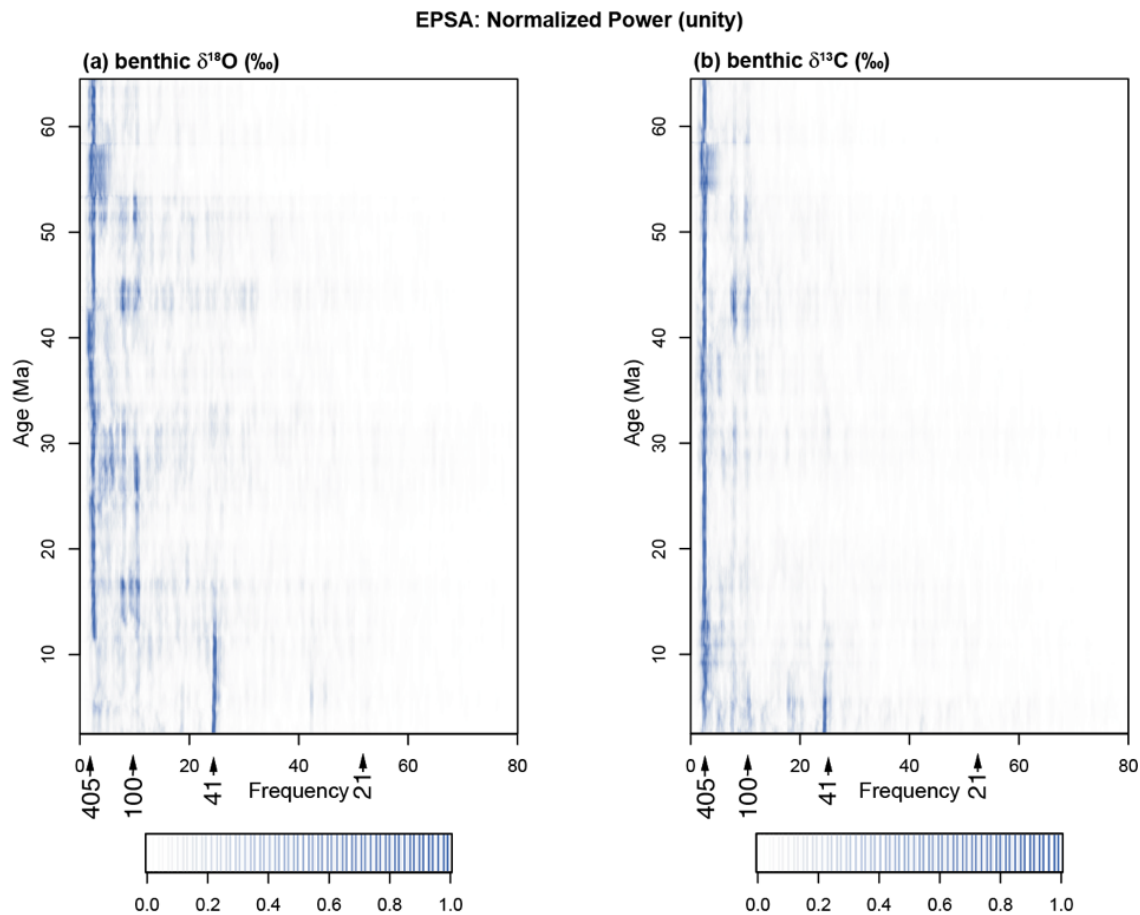 EPSA: Normalized Power (unity)
(a) benthic δ¹⁸O (‰)
(b) benthic δ¹³C (‰)
Age (Ma)
60
50
40
30
20
10
0 20 40 60 80
405 100 41 Frequency 21
0.0 0.2 0.4 0.6 0.8 1.0
Age (Ma)
60
50
40
30
20
10
0 20 40 60 80
405 100 41 Frequency 21
0.0 0.2 0.4 0.6 0.8 1.0